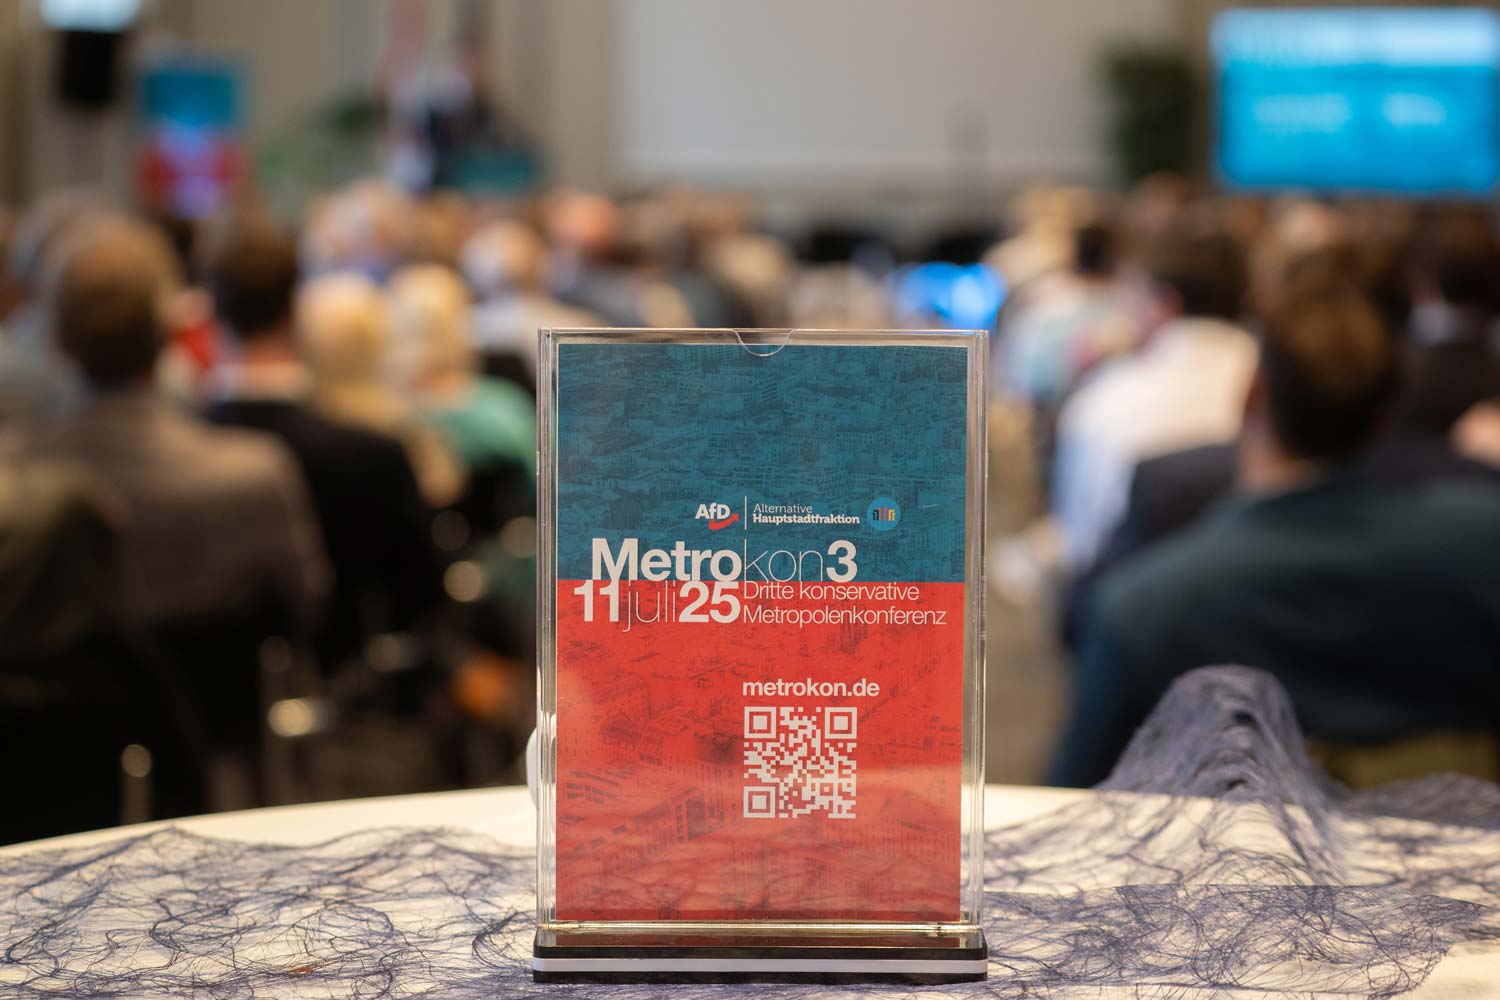 AfD
Alternative
Hauptstadtfraktion
Metrokon3
11juli25
Dritte konservative
Metropolenkonferenz
metrokon.de